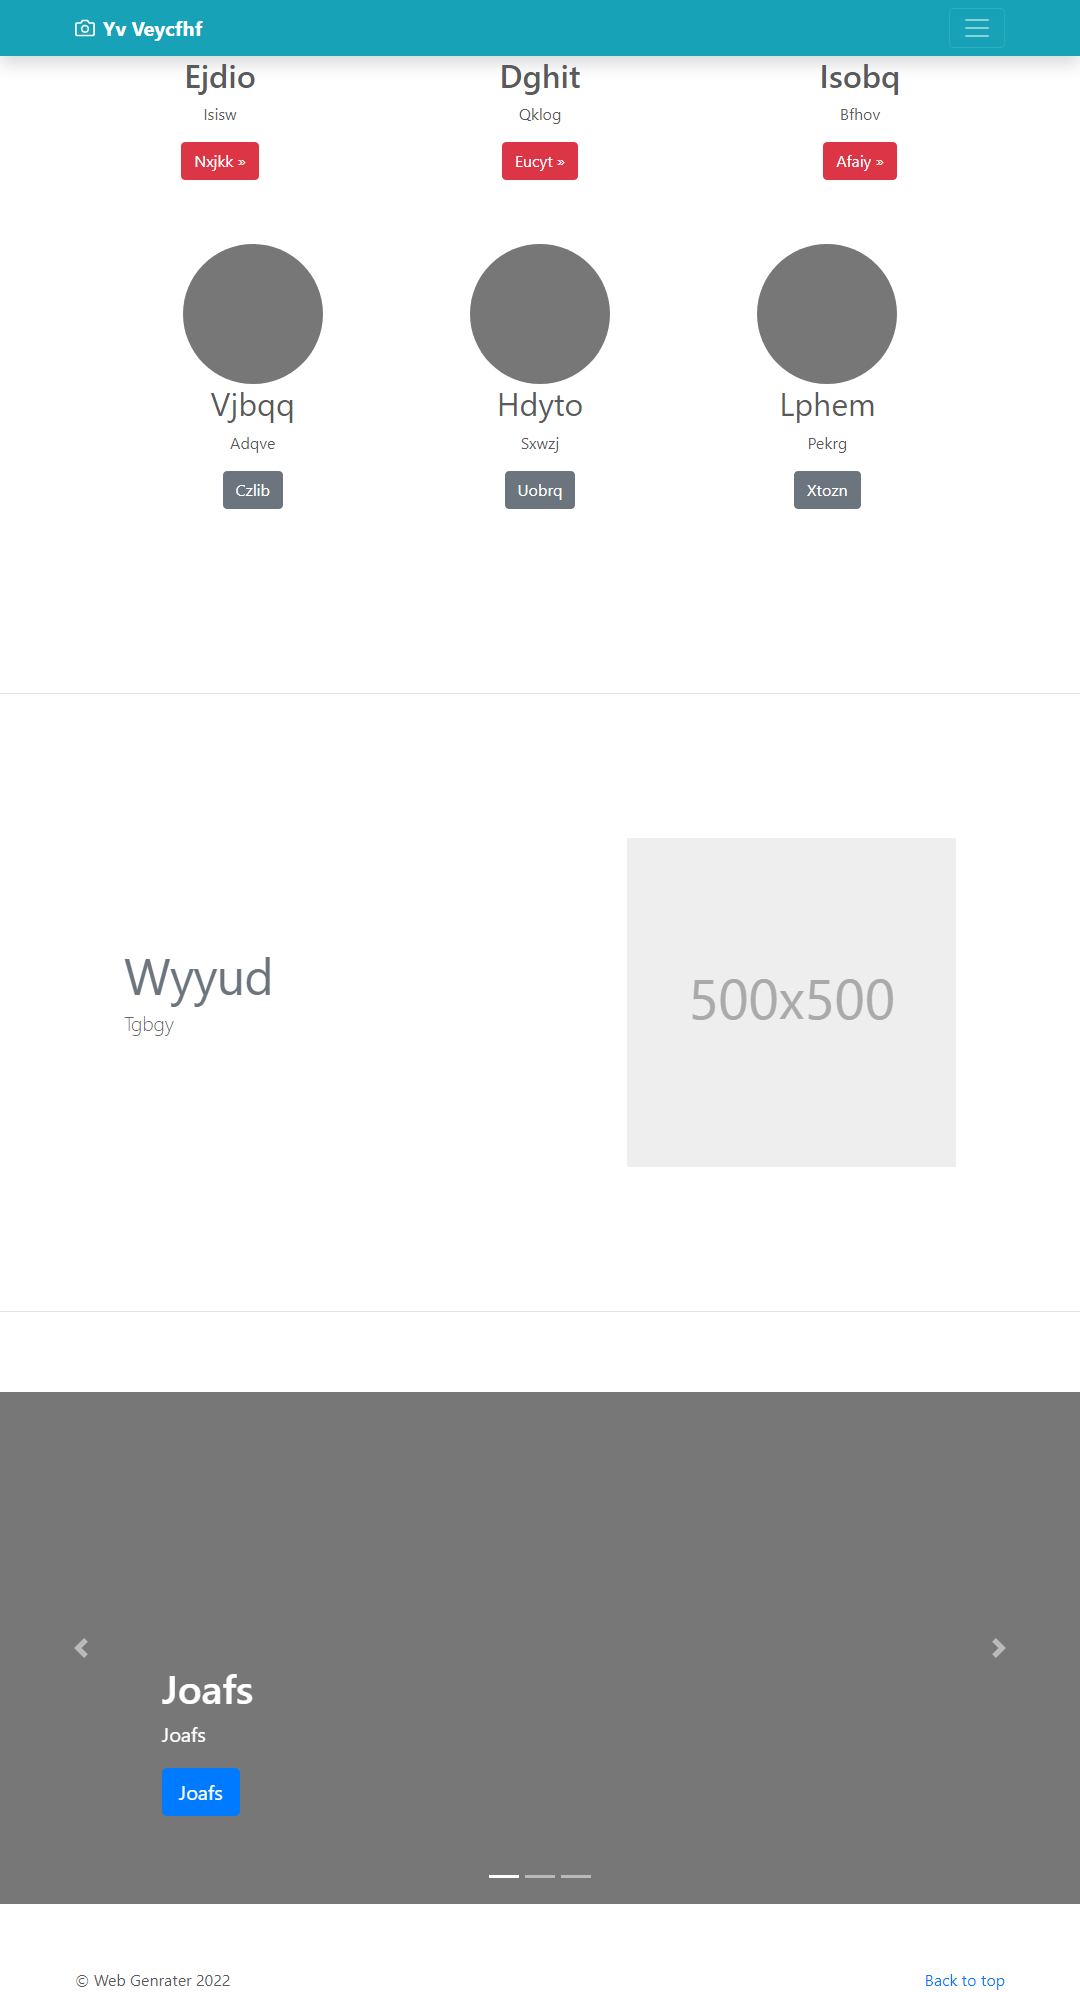 Yv Veycfhf
Ejdio
Dghit
Isobq
Isisw
Qklog
Bfhov
Nxjkk »
Eucyt »
Afaiy »
Vjbqq
Hdyto
Lphem
Adqve
Sxwzj
Pekrg
Czlib
Uobrq
Xtozn
Wyyud
Tgbgy
500x500
Joafs
Joafs
Joafs
© Web Genrater 2022
Back to top